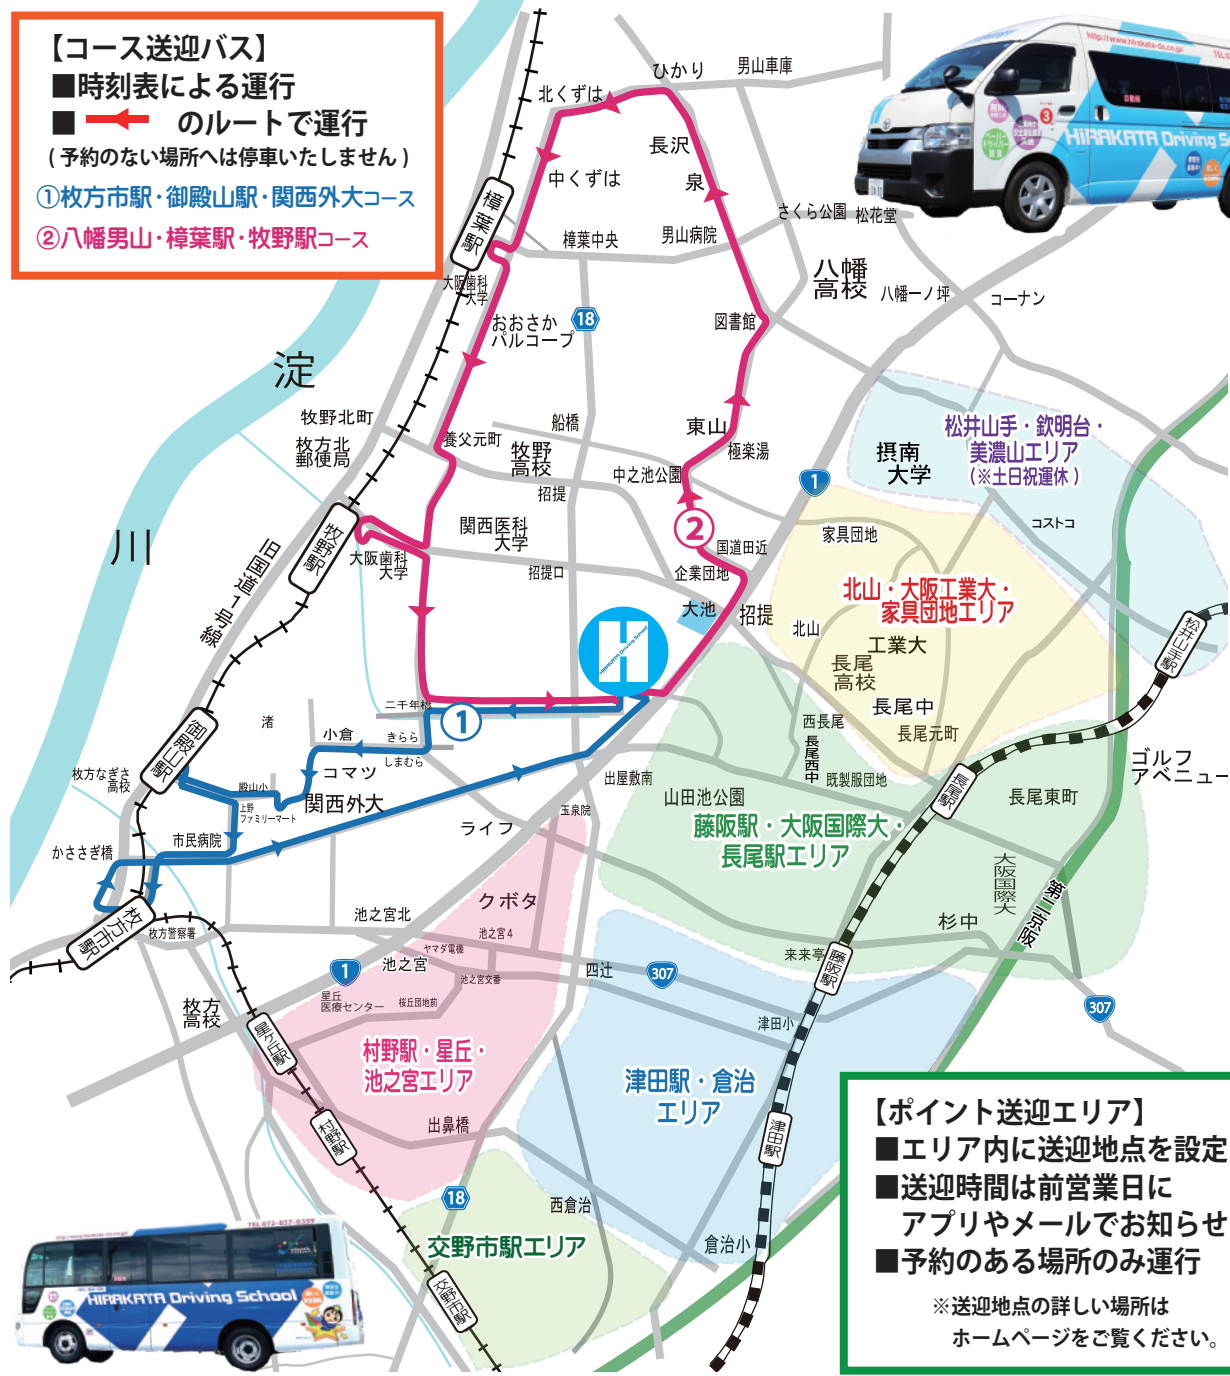 【コース送迎バス】
■時刻表による運行
■ のルートで運行
(予約のない場所へは停車いたしません)
①枚方市駅・御殿山駅・関西外大コース
②八幡男山・樟葉駅・牧野駅コース
http://www.hirakata-ds.co.jp/
HIRAKATA Driving S
ひかり
男山車庫
北くずは
長沢
泉
中くずは
樟葉駅
樟葉中央
男山病院
さくら公園
松花堂
八幡
高校
八幡一ノ坪
コーナン
大阪歯科
大学
おおさか
パルコープ
18
図書館
淀
川
牧野北町
枚方北
郵便局
養父元町
船橋
牧野
高校
招提
東山
極楽湯
中之池公園
1
摂南
大学
松井山手・欽明台・
美濃山エリア
(※土日祝運休)
コストコ
旧国道1号線
牧野駅
大阪歯科
大学
関西医科
大学
招提口
2
国道田近
企業団地
大池
招提
家具団地
北山・大阪工業大・
家具団地エリア
北山
工業大
長尾
高校
長尾中
長尾元町
松井山手駅
H
HIRAKATA Driving School
二千年橋
1
渚
小倉
きらら
しまむら
コマツ
御殿山駅
枚方なぎさ
高校
殿山小
上野
ファミリーマート
関西外大
市民病院
かささぎ橋
ライフ
玉泉院
出屋敷南
西長尾
長尾西中
既製服団地
山田池公園
藤阪駅・大阪国際大・
長尾駅エリア
長尾駅
長尾東町
ゴルフ
アベニュー
大阪国際大
第二京阪
杉中
枚方市駅
枚方警察署
池之宮北
クボタ
池之宮4
ヤマダ電機
池之宮
池之宮交番
1
星丘
医療センター
桜丘団地前
四辻
307
来来亭
藤阪駅
津田小
307
枚方
高校
星ヶ丘駅
村野駅・星丘・
池之宮エリア
村野駅
出鼻橋
津田駅・倉治
エリア
津田駅
18
西倉治
倉治小
交野市駅エリア
交野市駅
【ポイント送迎エリア】
■エリア内に送迎地点を設定
■送迎時間は前営業日に
アプリやメールでお知らせ
■予約のある場所のみ運行
※送迎地点の詳しい場所は
ホームページをご覧ください。
TEL 072-857-0399
HIRAKATA Driving School